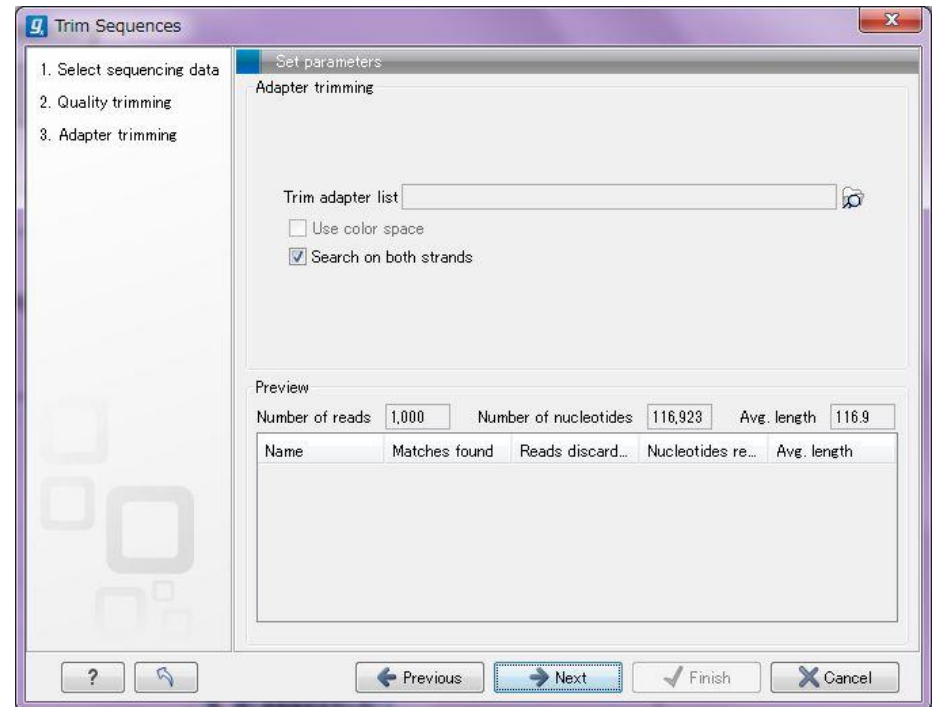 Trim Sequences
1. Select sequencing data
2. Quality trimming
3. Adapter trimming
Set parameters
Adapter trimming
Trim adapter list
Use color space
Search on both strands
Preview
Number of reads 1,000 Number of nucleotides 116,923 Avg. length 116.9
Name Matches found Reads discard... Nucleotides re... Avg. length
? Previous Next Finish Cancel